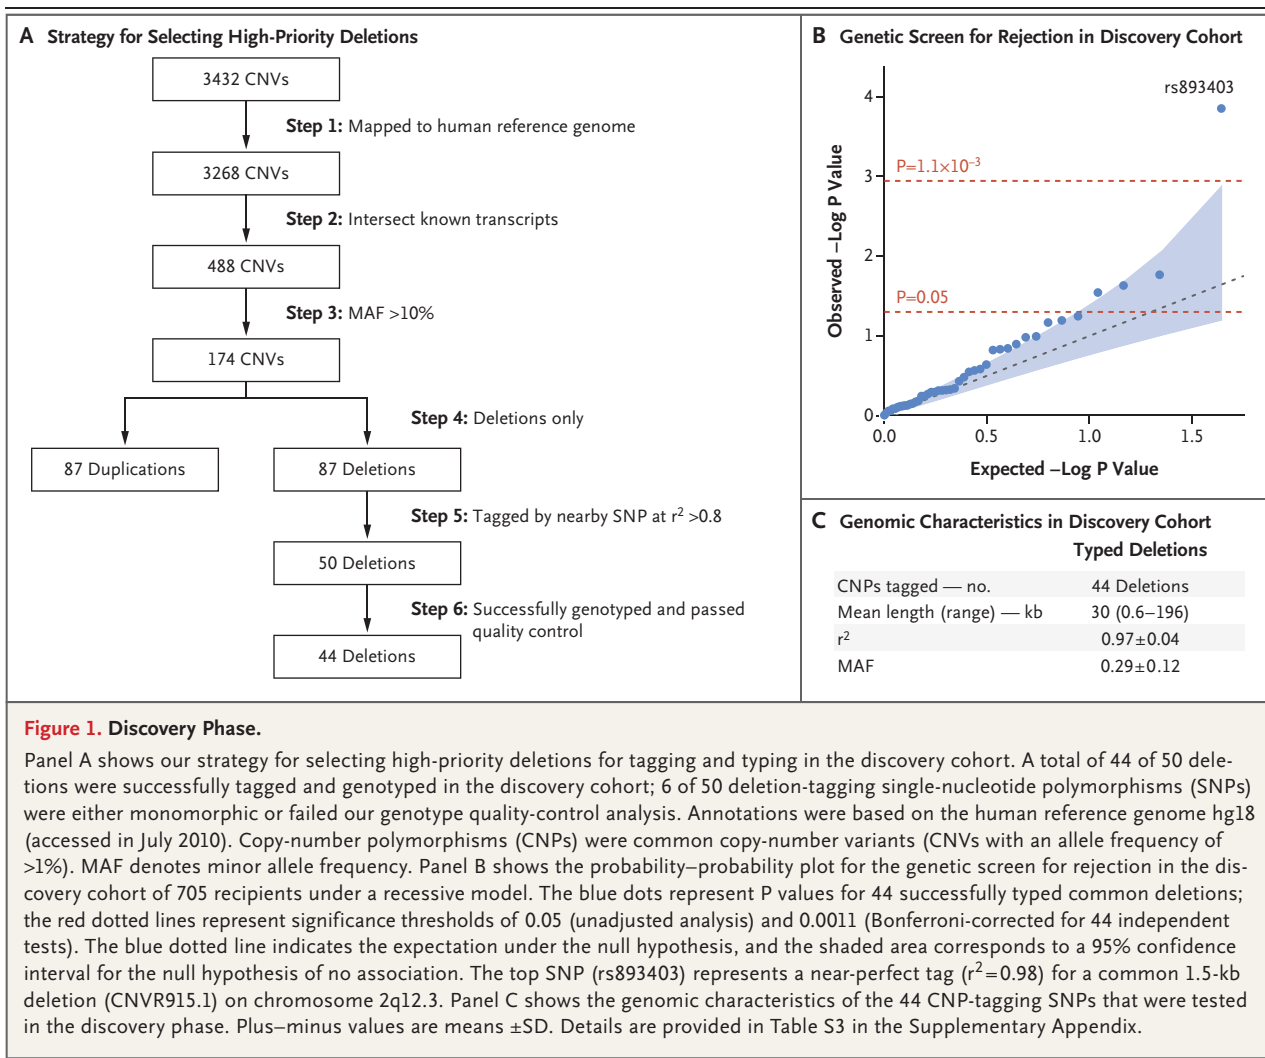 A Strategy for Selecting High-Priority Deletions
3432 CNVs
Step 1: Mapped to human reference genome
3268 CNVs
Step 2: Intersect known transcripts
488 CNVs
Step 3: MAF >10%
174 CNVs
Step 4: Deletions only
87 Duplications
87 Deletions
Step 5: Tagged by nearby SNP at r² >0.8
50 Deletions
Step 6: Successfully genotyped and passed
quality control
44 Deletions
B Genetic Screen for Rejection in Discovery Cohort
rs893403
4
3
2
1
0
P=1.1×10⁻³
P=0.05
Observed –Log P Value
0.0
0.5
1.0
1.5
Expected –Log P Value
C Genomic Characteristics in Discovery Cohort
Typed Deletions
CNPs tagged — no. 44 Deletions
Mean length (range) — kb 30 (0.6–196)
r² 0.97±0.04
MAF 0.29±0.12
Figure 1. Discovery Phase.
Panel A shows our strategy for selecting high-priority deletions for tagging and typing in the discovery cohort. A total of 44 of 50 dele-
tions were successfully tagged and genotyped in the discovery cohort; 6 of 50 deletion-tagging single-nucleotide polymorphisms (SNPs)
were either monomorphic or failed our genotype quality-control analysis. Annotations were based on the human reference genome hg18
(accessed in July 2010). Copy-number polymorphisms (CNPs) were common copy-number variants (CNVs with an allele frequency of
>1%). MAF denotes minor allele frequency. Panel B shows the probability–probability plot for the genetic screen for rejection in the dis-
covery cohort of 705 recipients under a recessive model. The blue dots represent P values for 44 successfully typed common deletions;
the red dotted lines represent significance thresholds of 0.05 (unadjusted analysis) and 0.0011 (Bonferroni-corrected for 44 independent
tests). The blue dotted line indicates the expectation under the null hypothesis, and the shaded area corresponds to a 95% confidence
interval for the null hypothesis of no association. The top SNP (rs893403) represents a near-perfect tag (r²=0.98) for a common 1.5-kb
deletion (CNVR915.1) on chromosome 2q12.3. Panel C shows the genomic characteristics of the 44 CNP-tagging SNPs that were tested
in the discovery phase. Plus–minus values are means ±SD. Details are provided in Table S3 in the Supplementary Appendix.